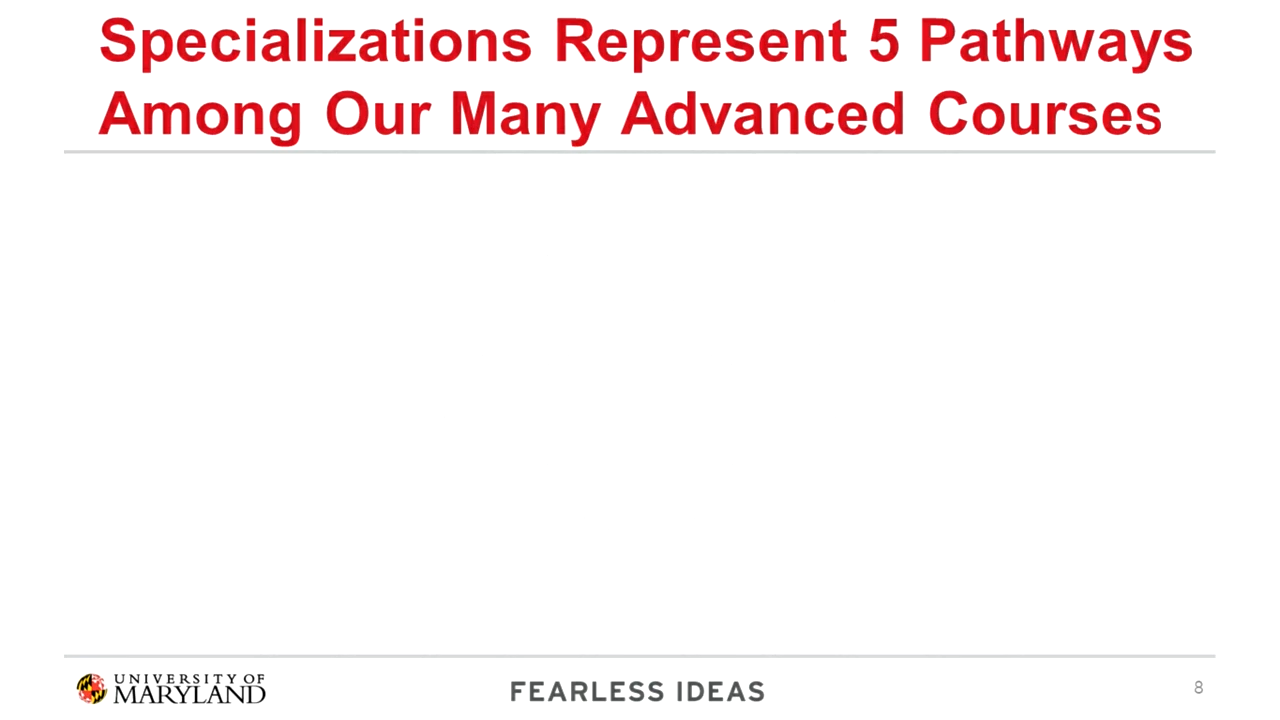 Specializations Represent 5 Pathways
Among Our Many Advanced Courses
UNIVERSITY OF
MARYLAND
FEARLESS IDEAS
8